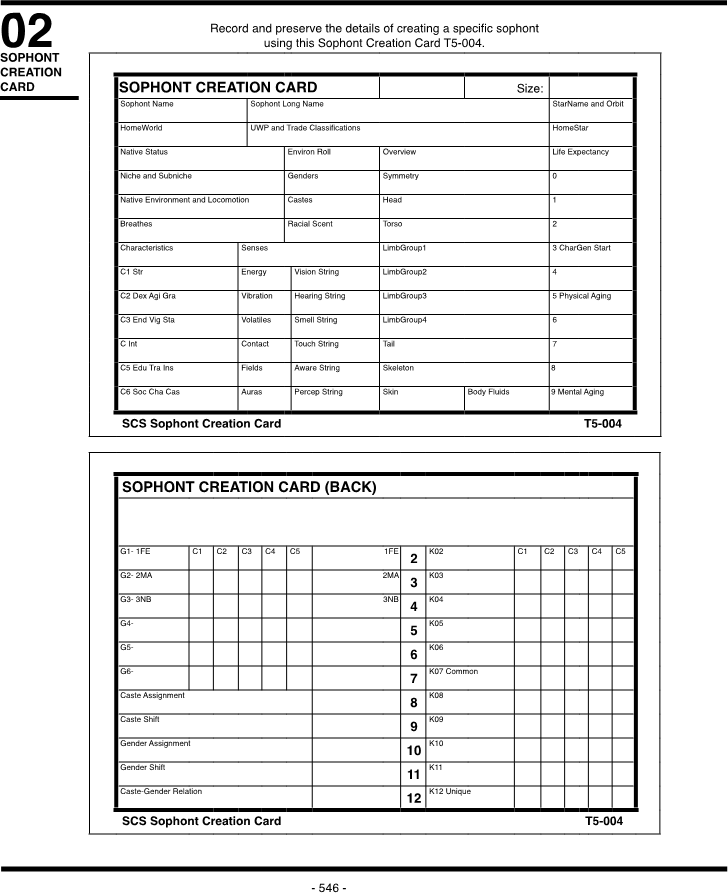 02
SOPHONT
CREATION
CARD
Record and preserve the details of creating a specific sophont
using this Sophont Creation Card T5-004.
SOPHONT CREATION CARD Size:
Sophont Name Sophont Long Name StarName and Orbit
HomeWorld UWP and Trade Classifications HomeStar
Native Status Environ Roll Overview Life Expectancy
Niche and Subniche Genders Symmetry 0
Native Environment and Locomotion Castes Head 1
Breathes Racial Scent Torso 2
Characteristics Senses LimbGroup1 3 CharGen Start
C1 Str Energy Vision String LimbGroup2 4
C2 Dex Agi Gra Vibration Hearing String LimbGroup3 5 Physical Aging
C3 End Vig Sta Volatiles Smell String LimbGroup4 6
C Int Contact Touch String Tail 7
C5 Edu Tra Ins Fields Aware String Skeleton 8
C6 Soc Cha Cas Auras Percep String Skin Body Fluids 9 Mental Aging
SCS Sophont Creation Card T5-004
SOPHONT CREATION CARD (BACK)
G1- 1FE C1 C2 C3 C4 C5 1FE 2 K02 C1 C2 C3 C4 C5
G2- 2MA 2MA 3 K03
G3- 3NB 3NB 4 K04
G4- 5 K05
G5- 6 K06
G6- 7 K07 Common
Caste Assignment 8 K08
Caste Shift 9 K09
Gender Assignment 10 K10
Gender Shift 11 K11
Caste-Gender Relation 12 K12 Unique
SCS Sophont Creation Card T5-004
- 546 -